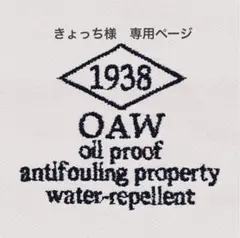 きょっち様　専用ページ
1938
OAW
oil proof
antifouling property
water-repellent